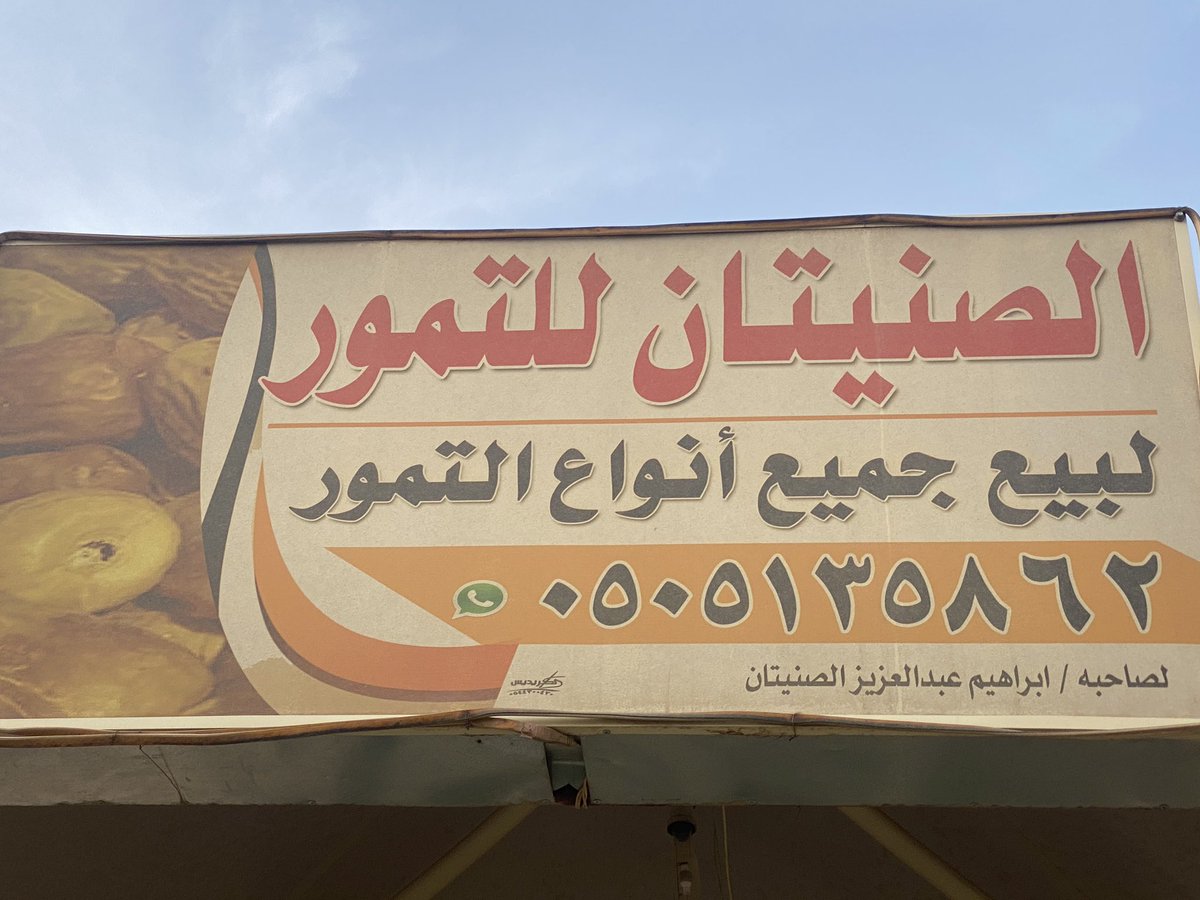 الصنيتان للتمور
لبيع جميع أنواع التمور
٠٥٠٥١٣٥٨٦٢
لصاحبه / ابراهيم عبدالعزيز الصنيتان